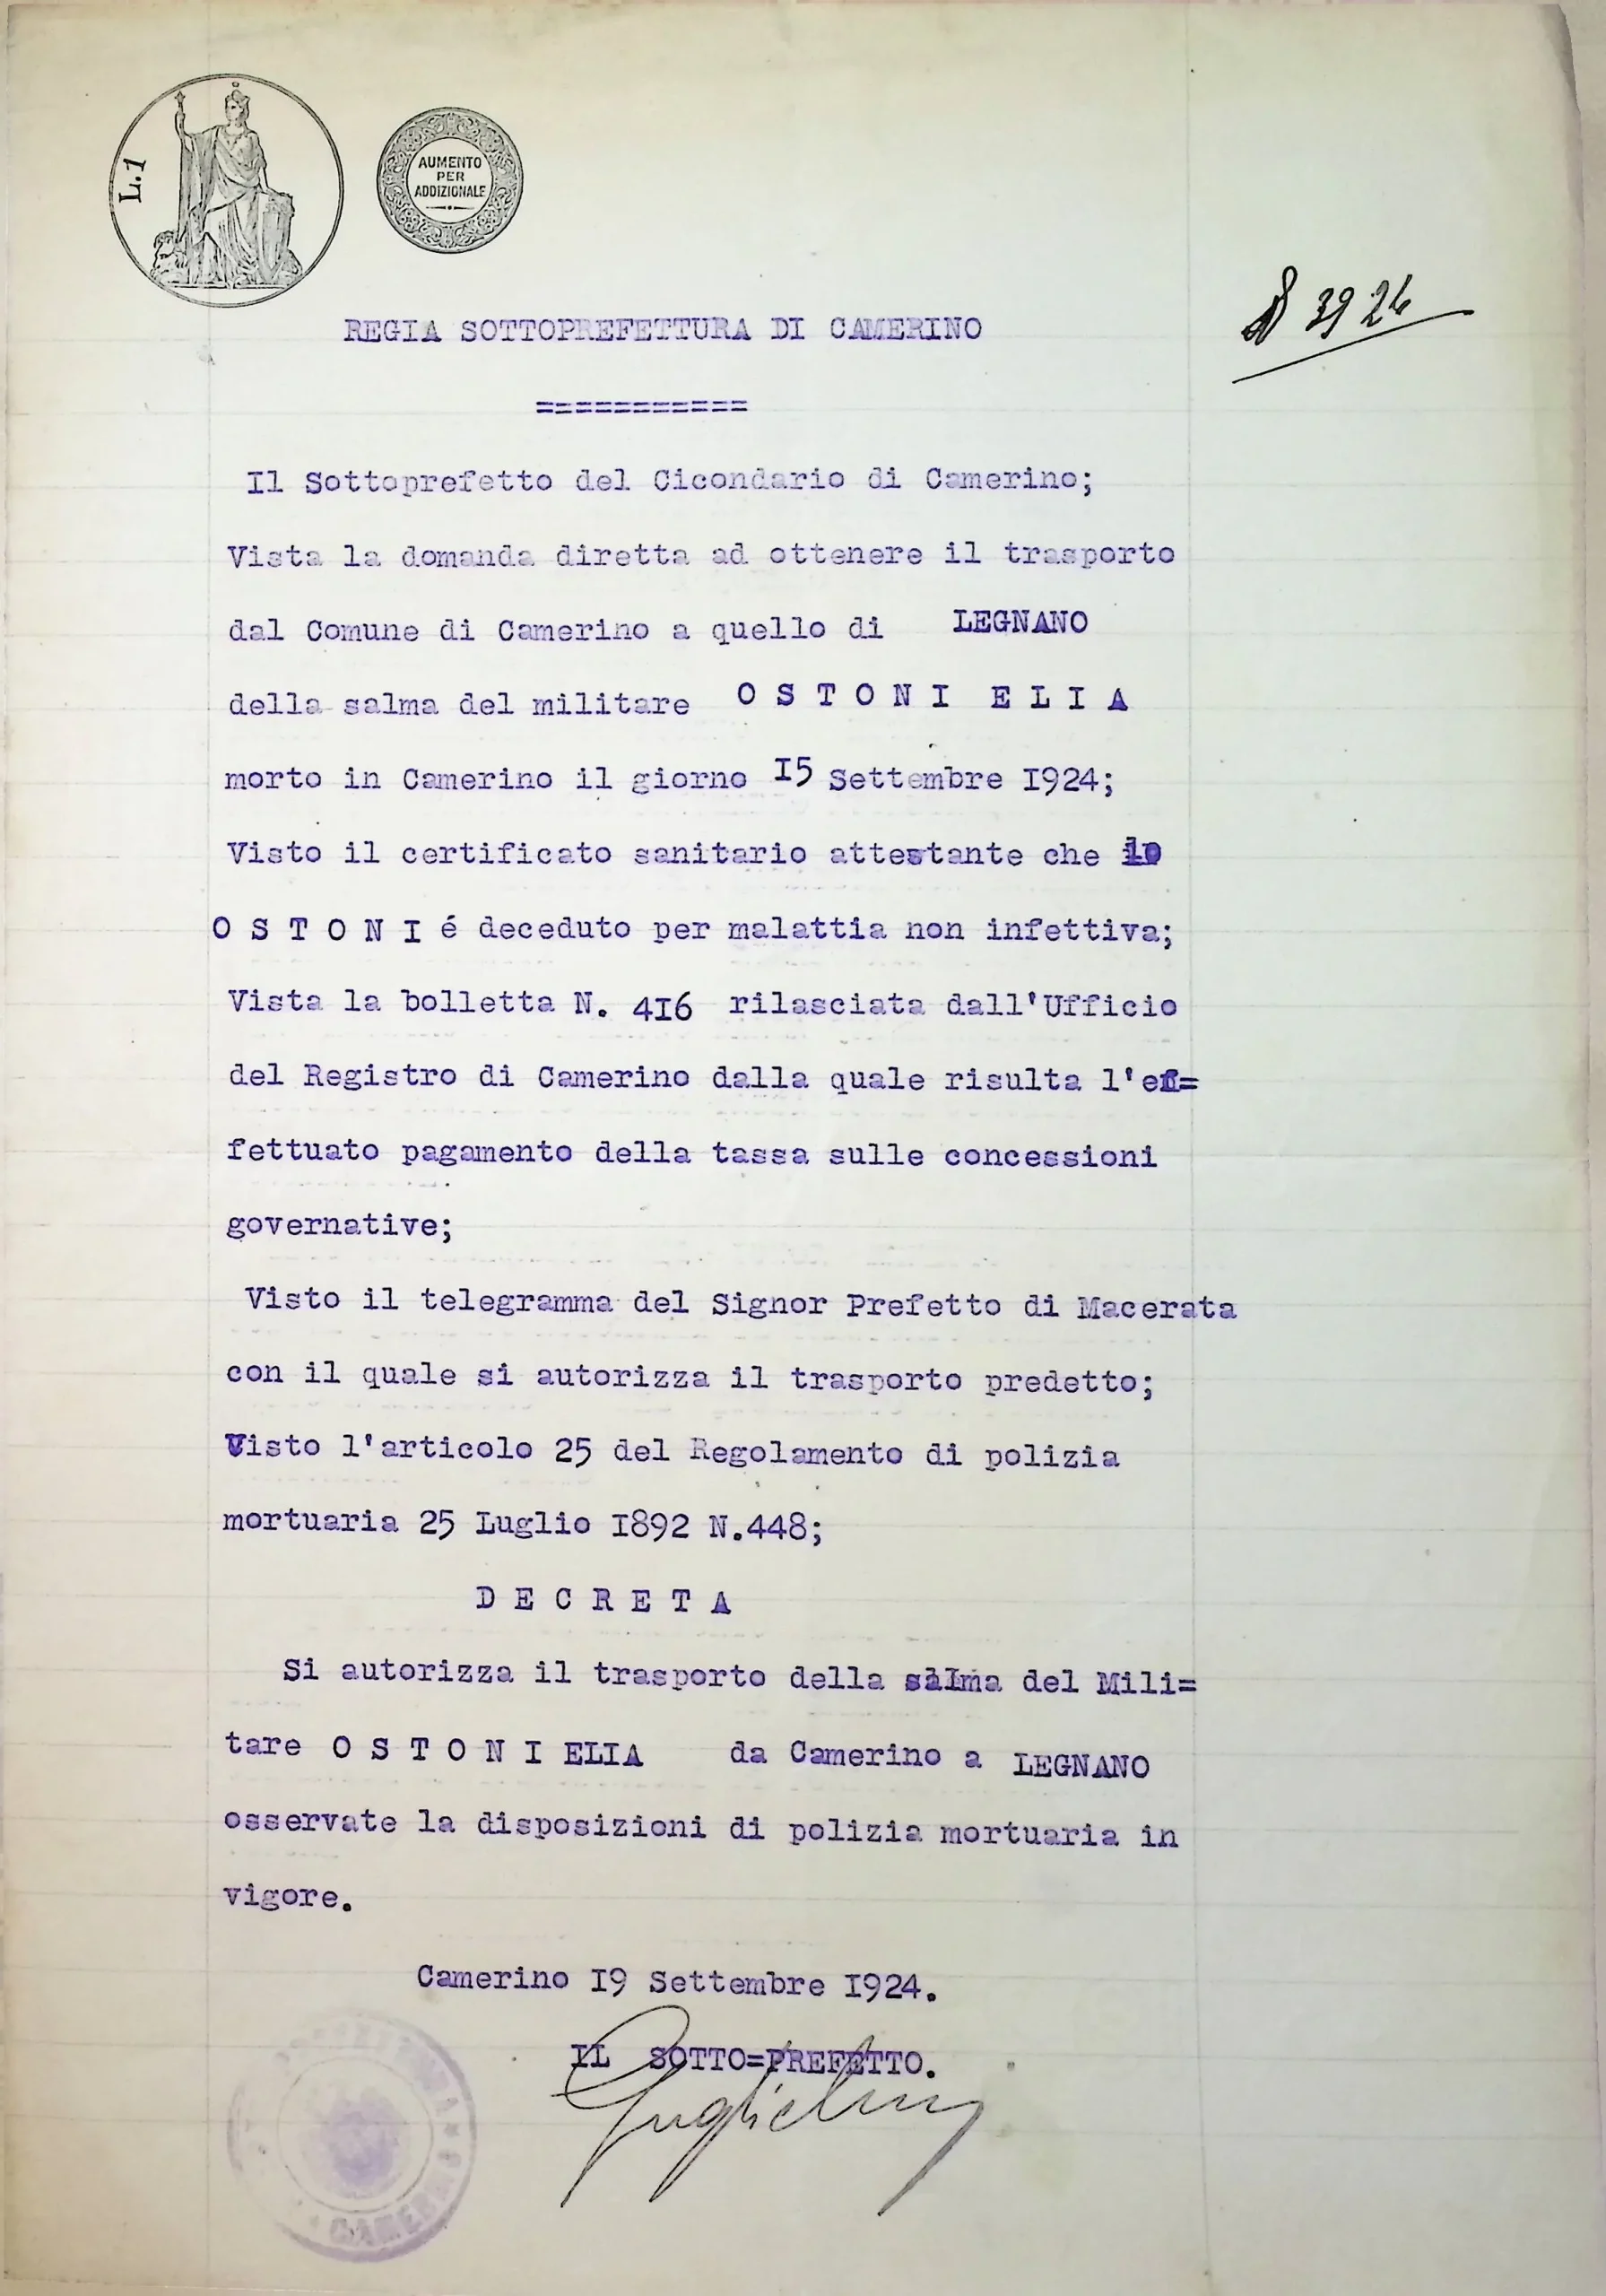 L.1
AUMENTO
PER
ADDIZIONALE
3924
REGIA SOTTOPREFETTURA DI CAMERINO
===========
Il Sottoprefetto del Cicondario di Camerino;
Vista la domanda diretta ad ottenere il trasporto
dal Comune di Camerino a quello di LEGNANO
della salma del militare O S T O N I E L I A
morto in Camerino il giorno I5 Settembre I924;
Visto il certificato sanitario attestante che lo
O S T O N I é deceduto per malattia non infettiva;
Vista la bolletta N. 4I6 rilasciata dall'Ufficio
del Registro di Camerino dalla quale risulta l'ef=
fettuato pagamento della tassa sulle concessioni
governative;
Visto il telegramma del Signor Prefetto di Macerata
con il quale si autorizza il trasporto predetto;
Visto l'articolo 25 del Regolamento di polizia
mortuaria 25 Luglio I892 N.448;
D E C R E T A
Si autorizza il trasporto della salma del Mili=
tare O S T O N I ELIA da Camerino a LEGNANO
osservate la disposizioni di polizia mortuaria in
vigore.
Camerino I9 Settembre I924.
IL SOTTO=PREFETTO.